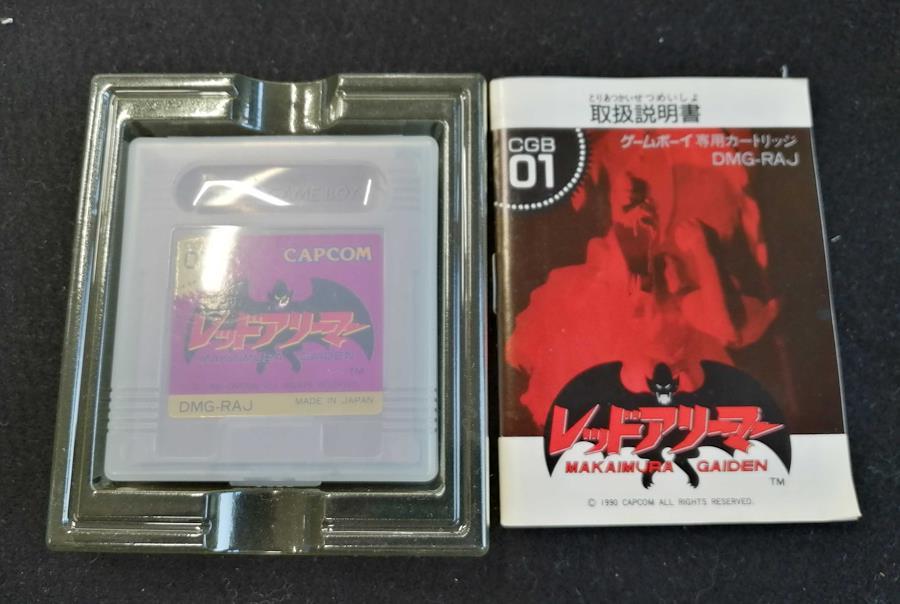 GAME BOY
CAPCOM
レッドアリーマー
MAKAIMURA GAIDEN
TM
DMG-RAJ
MADE IN JAPAN
とりあつかいせつめいしょ
取扱説明書
CGB
01
ゲームボーイ専用カートリッジ
DMG-RAJ
レッドアリーマー
MAKAIMURA GAIDEN
TM
© 1990 CAPCOM ALL RIGHTS RESERVED.